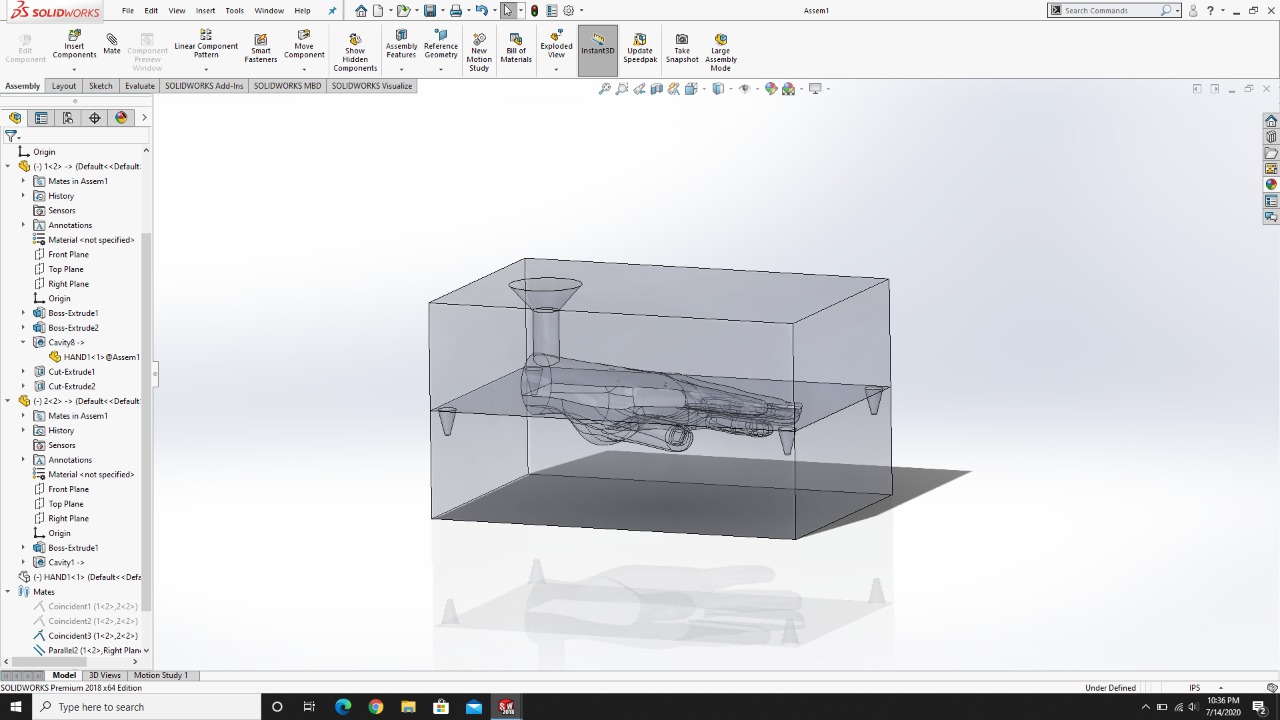 SOLIDWORKS
File Edit View Insert Tools Window Help
Assem1
Search Commands
Edit Component
Insert Components
Mate
Component Preview Window
Linear Component Pattern
Smart Fasteners
Move Component
Show Hidden Components
Assembly Features
Reference Geometry
New Motion Study
Bill of Materials
Exploded View
Instant3D
Update Speedpak
Take Snapshot
Large Assembly Mode
Assembly Layout Sketch Evaluate SOLIDWORKS Add-Ins SOLIDWORKS MBD SOLIDWORKS Visualize
Origin
(-) 1<2> -> (Default<<Default
Mates in Assem1
History
Sensors
Annotations
Material <not specified>
Front Plane
Top Plane
Right Plane
Origin
Boss-Extrude1
Boss-Extrude2
Cavity8 ->
HAND1<1>@Assem1
Cut-Extrude1
Cut-Extrude2
(-) 2<2> -> (Default<<Default
Mates in Assem1
History
Sensors
Annotations
Material <not specified>
Front Plane
Top Plane
Right Plane
Origin
Boss-Extrude1
Cavity1 ->
(-) HAND1<1> (Default<<Defa
Mates
Coincident1 (1<2>,2<2>)
Coincident2 (1<2>,2<2>)
Coincident3 (1<2>,2<2>)
Parallel2 (1<2>,Right Plan
Model 3D Views Motion Study 1
SOLIDWORKS Premium 2018 x64 Edition
Under Defined
IPS
Type here to search
SW
2018
10:36 PM
7/14/2020
2